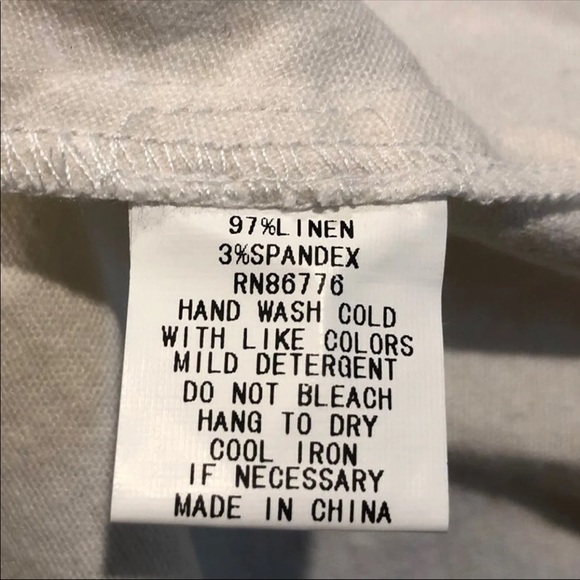 97%LINEN
3%SPANDEX
RN86776
HAND WASH COLD
WITH LIKE COLORS
MILD DETERGENT
DO NOT BLEACH
HANG TO DRY
COOL IRON
IF NECESSARY
MADE IN CHINA